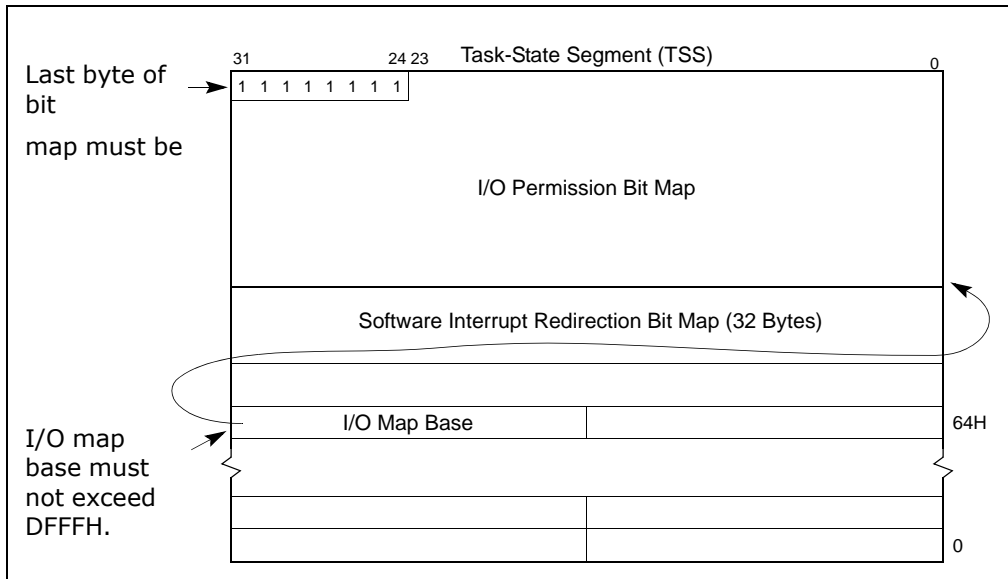 Task-State Segment (TSS)
31 24 23 0
Last byte of
bit
map must be
1 1 1 1 1 1 1 1
I/O Permission Bit Map
Software Interrupt Redirection Bit Map (32 Bytes)
I/O Map Base
64H
I/O map
base must
not exceed
DFFFH.
0